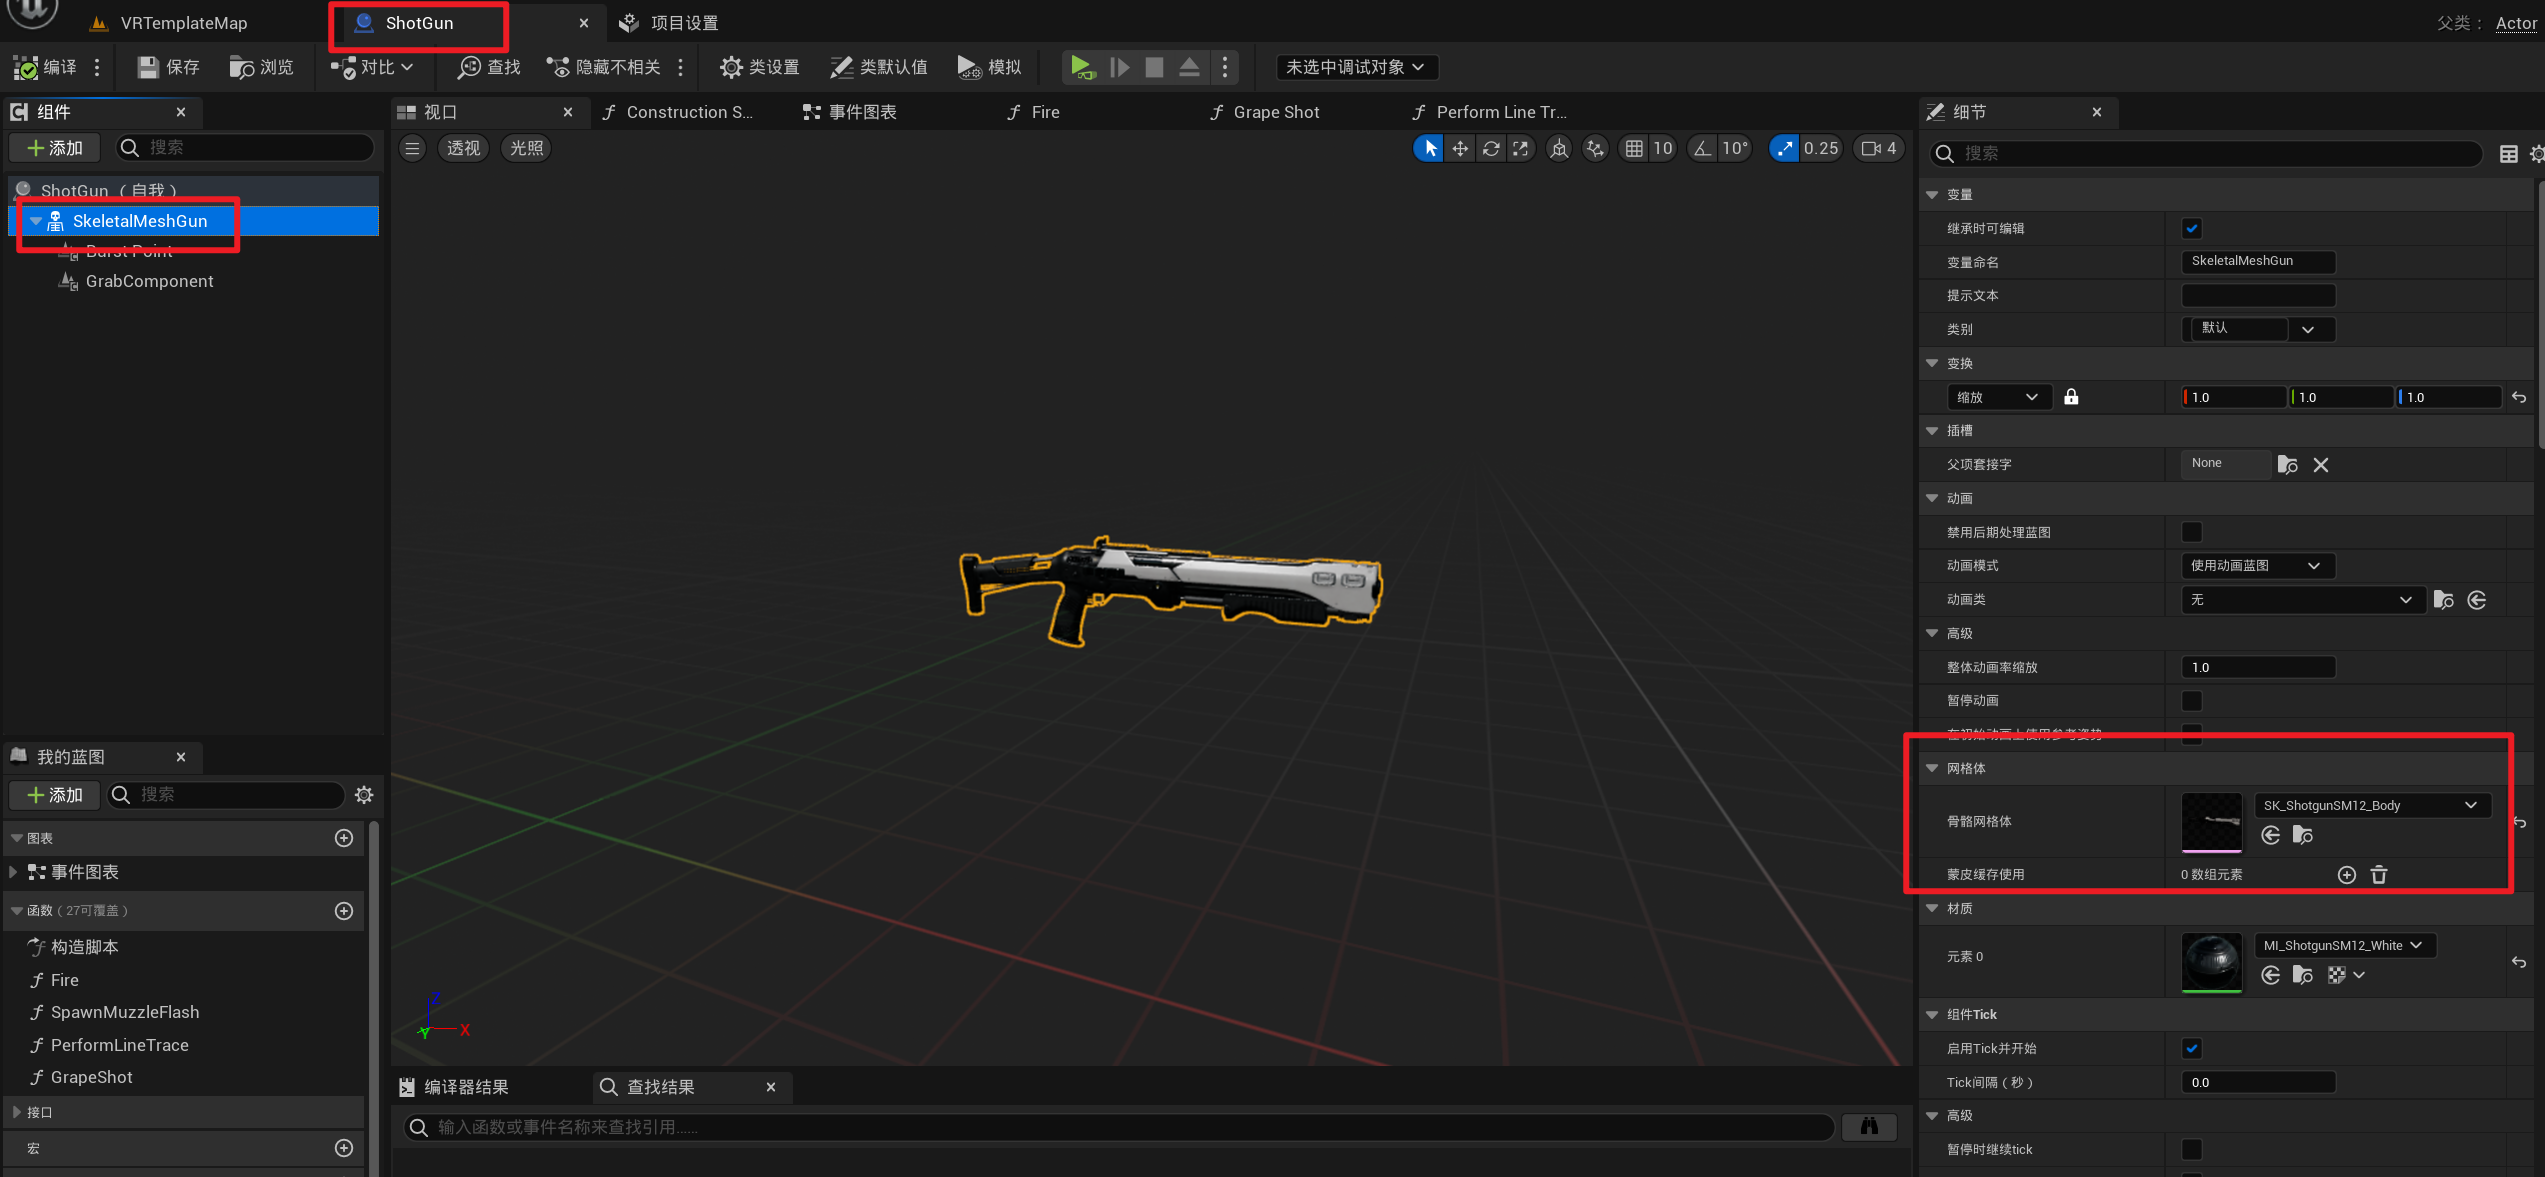 VRTemplateMap
ShotGun
项目设置
父类：
Actor
编译
保存
浏览
对比
查找
隐藏不相关
类设置
类默认值
模拟
未选中调试对象
组件
添加
搜索
ShotGun （自我）
SkeletalMeshGun
Burst Point
GrabComponent
我的蓝图
添加
搜索
图表
事件图表
函数（27可覆盖）
构造脚本
Fire
SpawnMuzzleFlash
PerformLineTrace
GrapeShot
接口
宏
视口
Construction S...
事件图表
Fire
Grape Shot
Perform Line Tr...
透视
光照
10
10°
0.25
4
Z
Y
X
编译器结果
查找结果
输入函数或事件名称来查找引用......
细节
搜索
变量
继承时可编辑
变量命名
SkeletalMeshGun
提示文本
类别
默认
变换
缩放
1.0
1.0
1.0
插槽
父项套接字
None
动画
禁用后期处理蓝图
动画模式
使用动画蓝图
动画类
无
高级
整体动画率缩放
1.0
暂停动画
在初始动画上使用参考姿势
网格体
骨骼网格体
SK_ShotgunSM12_Body
蒙皮缓存使用
0 数组元素
材质
元素 0
MI_ShotgunSM12_White
组件Tick
启用Tick并开始
Tick间隔（秒）
0.0
高级
暂停时继续tick